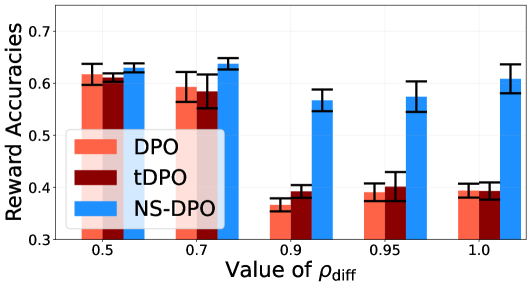 Reward Accuracies
0.7
0.6
0.5
0.4
0.3
DPO
tDPO
NS-DPO
0.5 0.7 0.9 0.95 1.0
Value of ρdiff